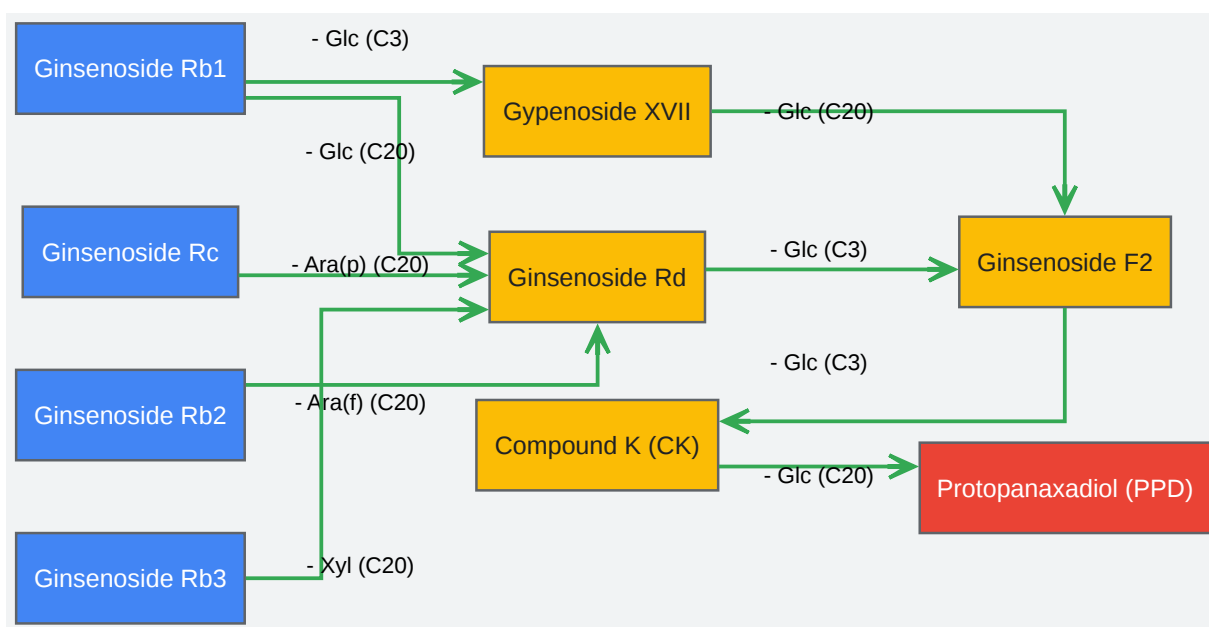 - Glc (C3)
Ginsenoside Rb1
Gypenoside XVII
- Glc (C20)
- Glc (C20)
Ginsenoside Rc
- Ara(p) (C20)
Ginsenoside Rd
- Glc (C3)
Ginsenoside F2
- Glc (C3)
Ginsenoside Rb2
- Ara(f) (C20)
Compound K (CK)
- Glc (C20)
Protopanaxadiol (PPD)
Ginsenoside Rb3
- Xyl (C20)